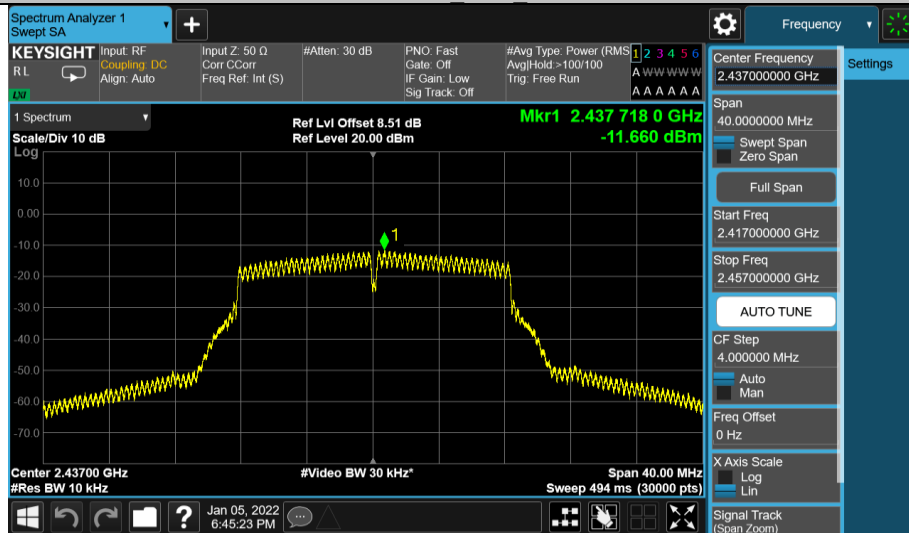 Spectrum Analyzer 1
Swept SA
+
Frequency
KEYSIGHT
R L
LXI
Input: RF
Coupling: DC
Align: Auto
Input Z: 50 Ω
Corr CCorr
Freq Ref: Int (S)
#Atten: 30 dB
PNO: Fast
Gate: Off
IF Gain: Low
Sig Track: Off
#Avg Type: Power (RMS
Avg|Hold:>100/100
Trig: Free Run
1 2 3 4 5 6
A W W W W W
A A A A A A
1 Spectrum
Scale/Div 10 dB
Log
Ref Lvl Offset 8.51 dB
Ref Level 20.00 dBm
Mkr1 2.437 718 0 GHz
-11.660 dBm
10.0
0.00
-10.0
-20.0
-30.0
-40.0
-50.0
-60.0
-70.0
1
Center 2.43700 GHz
#Res BW 10 kHz
#Video BW 30 kHz*
Span 40.00 MHz
Sweep 494 ms (30000 pts)
?
Jan 05, 2022
6:45:23 PM
Center Frequency
2.437000000 GHz
Span
40.0000000 MHz
Swept Span
Zero Span
Full Span
Start Freq
2.417000000 GHz
Stop Freq
2.457000000 GHz
AUTO TUNE
CF Step
4.000000 MHz
Auto
Man
Freq Offset
0 Hz
X Axis Scale
Log
Lin
Signal Track
(Span Zoom)
Settings